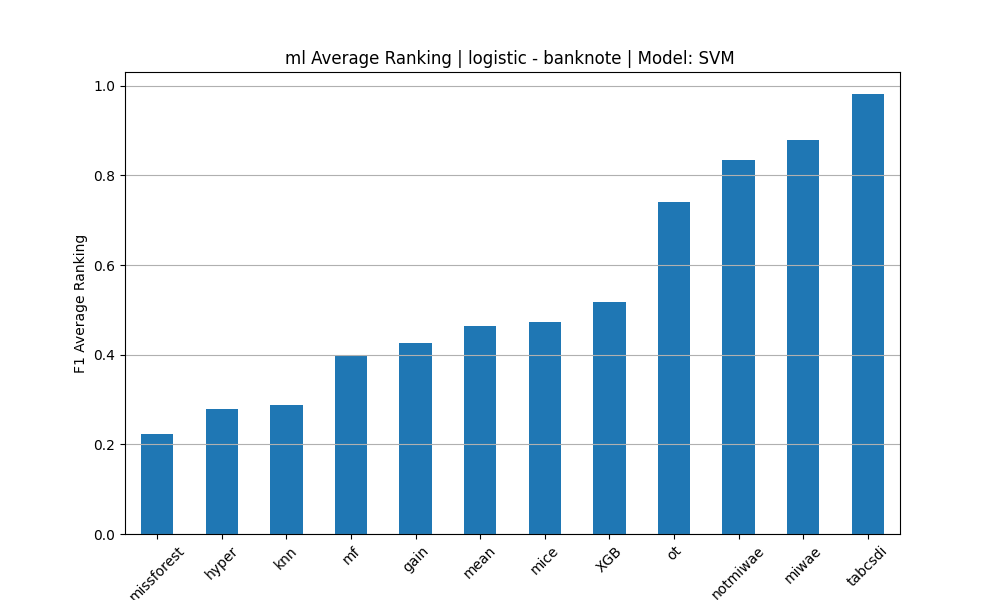 ml Average Ranking | logistic - banknote | Model: SVM
F1 Average Ranking
1.0
0.8
0.6
0.4
0.2
0.0
missforest
hyper
knn
mf
gain
mean
mice
XGB
ot
notmiwae
miwae
tabcsdi